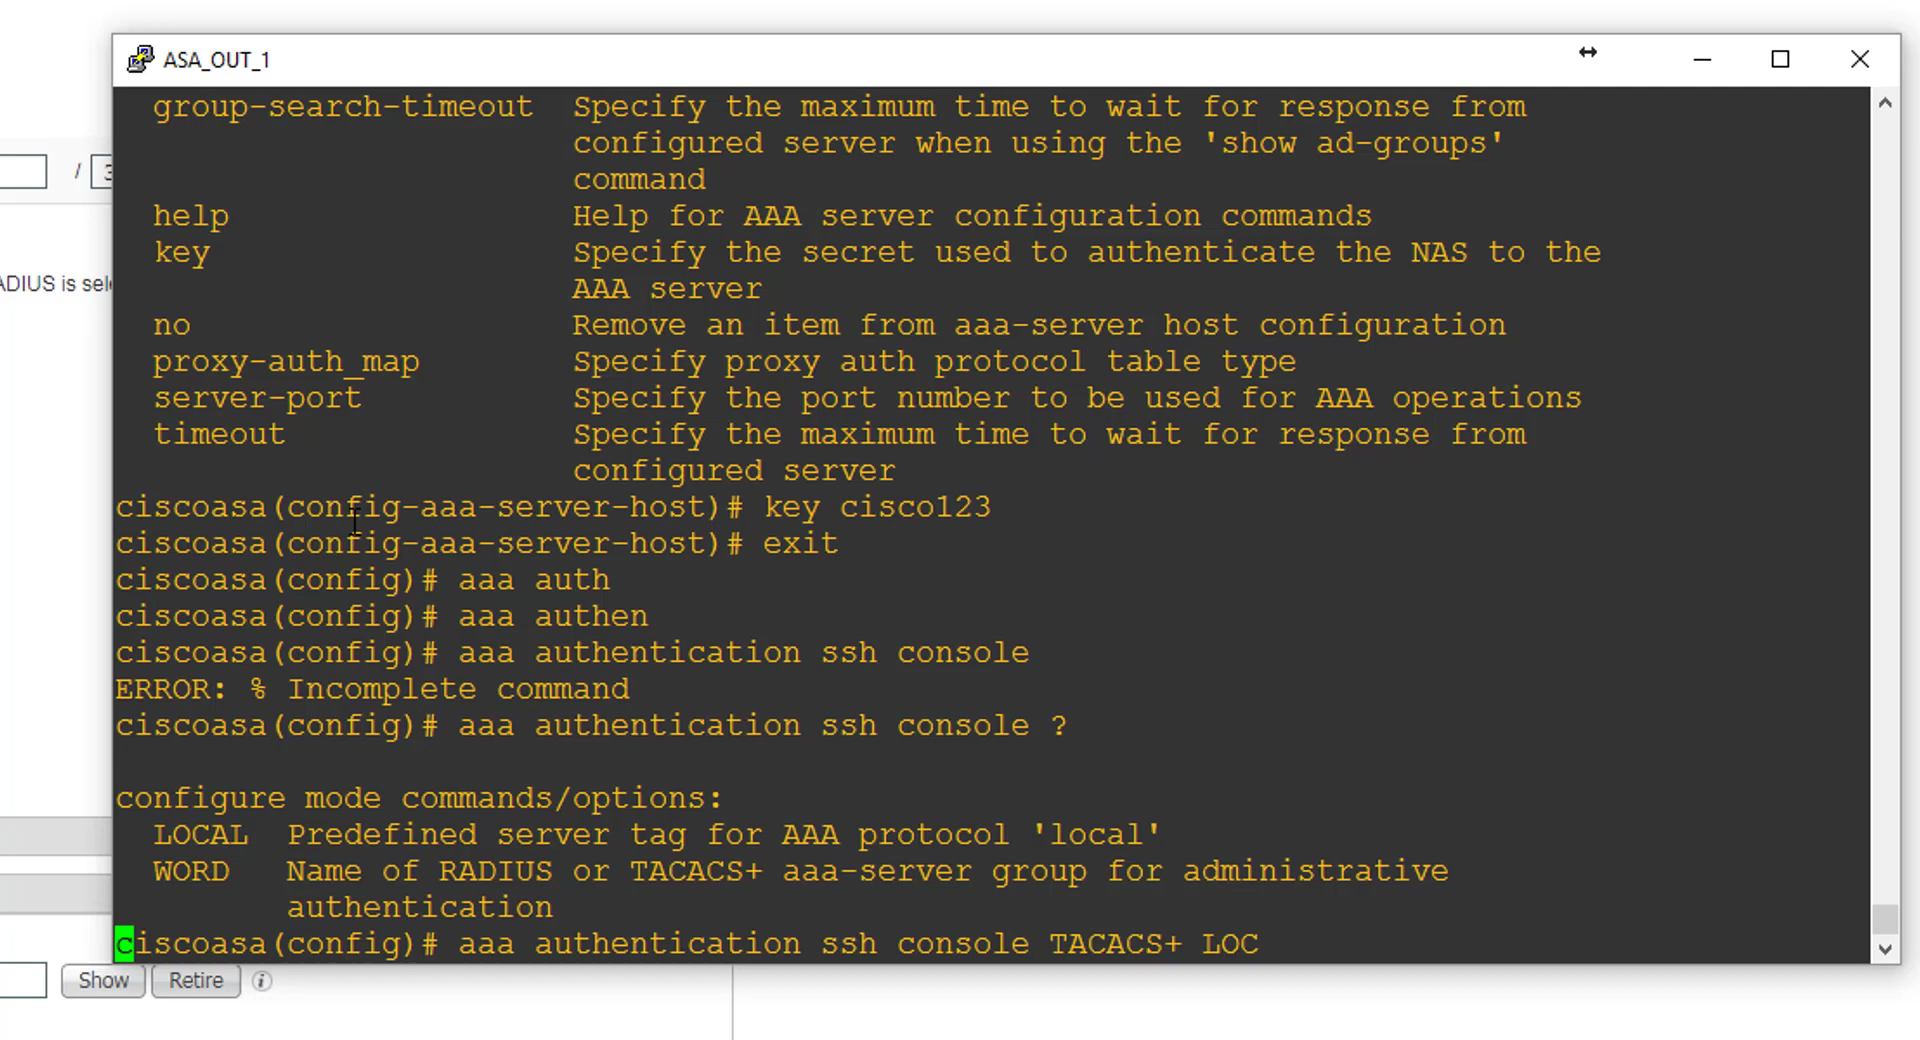 ASA_OUT_1
group-search-timeout Specify the maximum time to wait for response from
configured server when using the 'show ad-groups'
command
help Help for AAA server configuration commands
key Specify the secret used to authenticate the NAS to the
AAA server
no Remove an item from aaa-server host configuration
proxy-auth_map Specify proxy auth protocol table type
server-port Specify the port number to be used for AAA operations
timeout Specify the maximum time to wait for response from
configured server
ciscoasa(config-aaa-server-host)# key cisco123
ciscoasa(config-aaa-server-host)# exit
ciscoasa(config)# aaa auth
ciscoasa(config)# aaa authen
ciscoasa(config)# aaa authentication ssh console
ERROR: % Incomplete command
ciscoasa(config)# aaa authentication ssh console ?
configure mode commands/options:
LOCAL Predefined server tag for AAA protocol 'local'
WORD Name of RADIUS or TACACS+ aaa-server group for administrative
authentication
ciscoasa(config)# aaa authentication ssh console TACACS+ LOC
/
ADIUS is sel
Show Retire